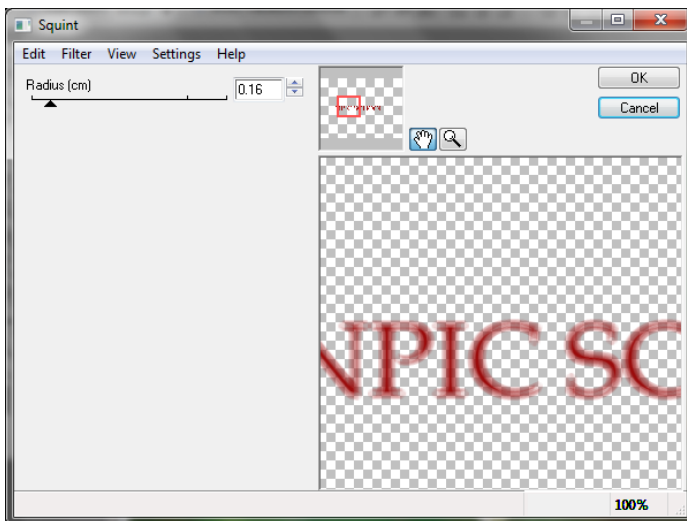 Squint
Edit Filter View Settings Help
Radius (cm)
0.16
OK
Cancel
NPIC SC
100%